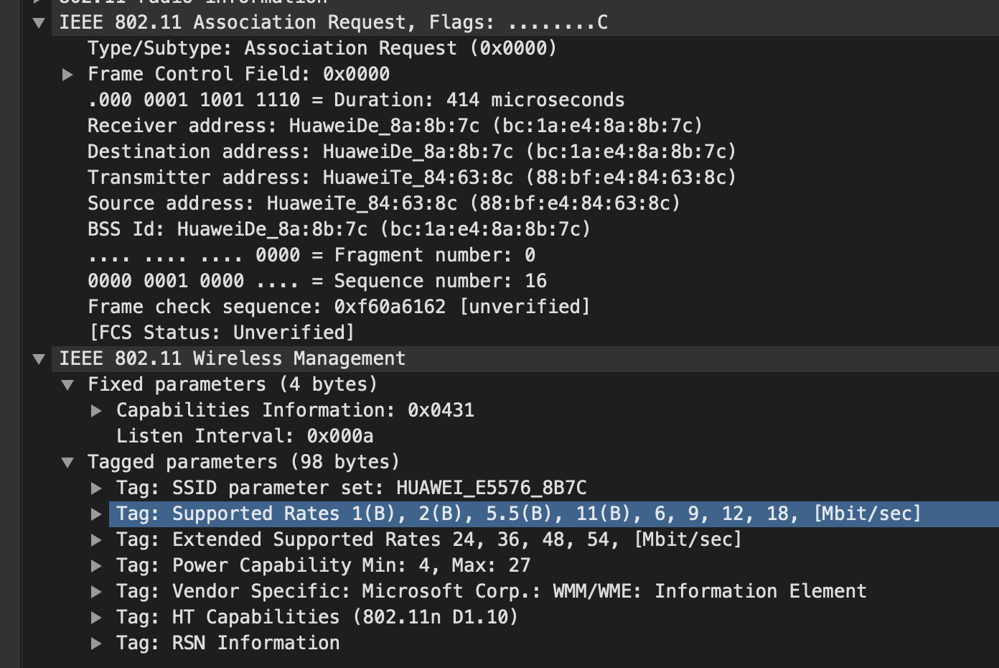 802.11 radio information
IEEE 802.11 Association Request, Flags: ........C
Type/Subtype: Association Request (0x0000)
Frame Control Field: 0x0000
.000 0001 1001 1110 = Duration: 414 microseconds
Receiver address: HuaweiDe_8a:8b:7c (bc:1a:e4:8a:8b:7c)
Destination address: HuaweiDe_8a:8b:7c (bc:1a:e4:8a:8b:7c)
Transmitter address: HuaweiTe_84:63:8c (88:bf:e4:84:63:8c)
Source address: HuaweiTe_84:63:8c (88:bf:e4:84:63:8c)
BSS Id: HuaweiDe_8a:8b:7c (bc:1a:e4:8a:8b:7c)
.... .... .... 0000 = Fragment number: 0
0000 0001 0000 .... = Sequence number: 16
Frame check sequence: 0xf60a6162 [unverified]
[FCS Status: Unverified]
IEEE 802.11 Wireless Management
Fixed parameters (4 bytes)
Capabilities Information: 0x0431
Listen Interval: 0x000a
Tagged parameters (98 bytes)
Tag: SSID parameter set: HUAWEI_E5576_8B7C
Tag: Supported Rates 1(B), 2(B), 5.5(B), 11(B), 6, 9, 12, 18, [Mbit/sec]
Tag: Extended Supported Rates 24, 36, 48, 54, [Mbit/sec]
Tag: Power Capability Min: 4, Max: 27
Tag: Vendor Specific: Microsoft Corp.: WMM/WME: Information Element
Tag: HT Capabilities (802.11n D1.10)
Tag: RSN Information